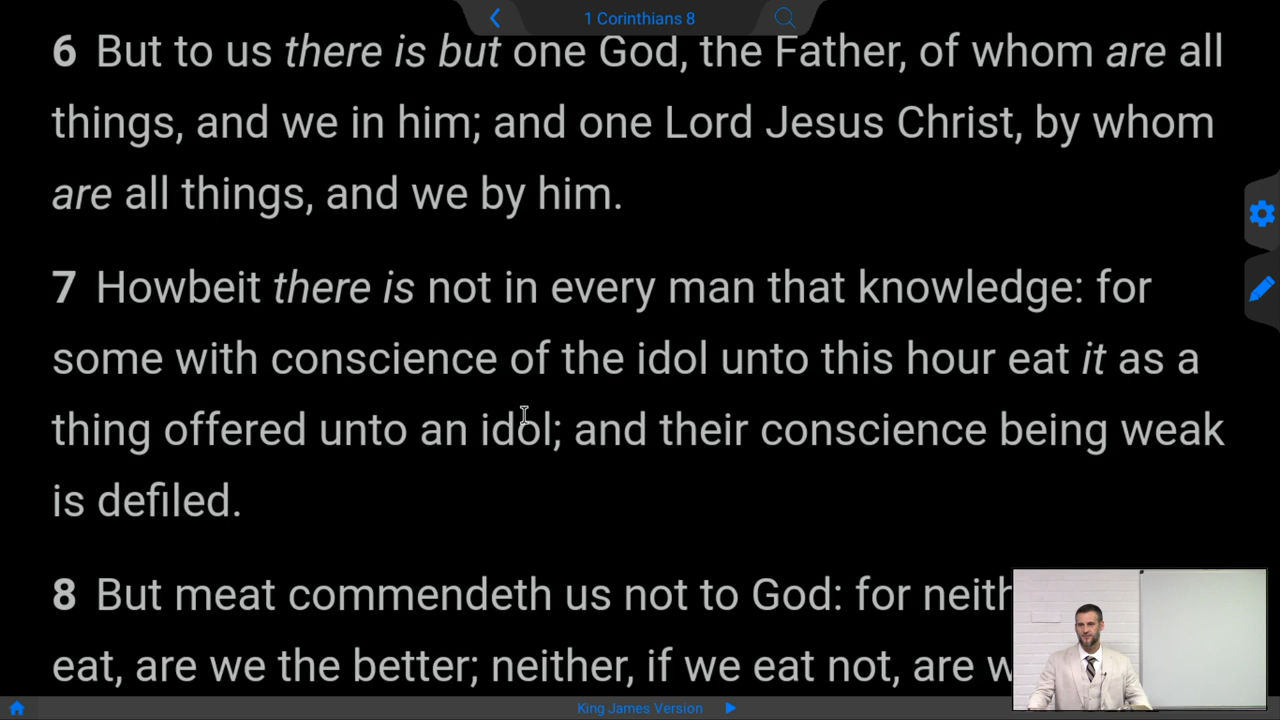 1 Corinthians 8
6 But to us there is but one God, the Father, of whom are all
things, and we in him; and one Lord Jesus Christ, by whom
are all things, and we by him.
7 Howbeit there is not in every man that knowledge: for
some with conscience of the idol unto this hour eat it as a
thing offered unto an idol; and their conscience being weak
is defiled.
8 But meat commendeth us not to God: for
eat, are we the better; neither, if we eat not, are
King James Version